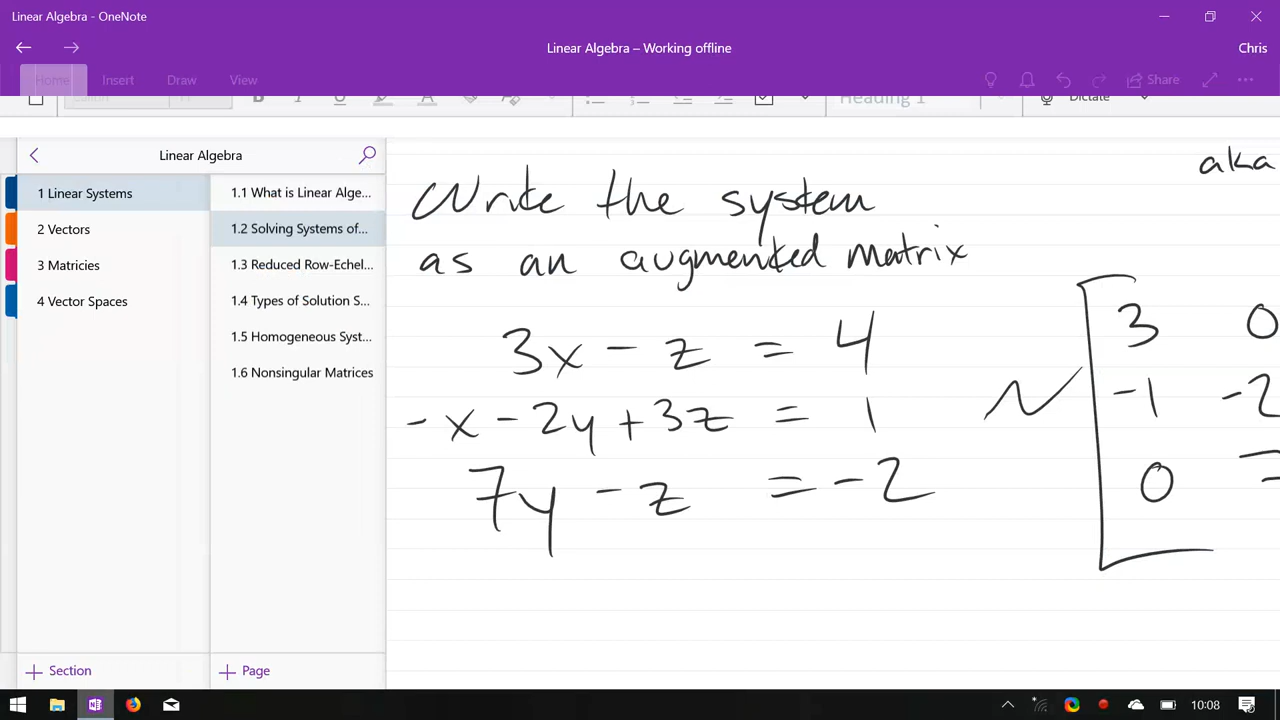 Linear Algebra - OneNote
Linear Algebra – Working offline
Chris
Home Insert Draw View
Share
Heading 1
Dictate
Linear Algebra
1 Linear Systems
2 Vectors
3 Matricies
4 Vector Spaces
1.1 What is Linear Alge...
1.2 Solving Systems of...
1.3 Reduced Row-Echel...
1.4 Types of Solution S...
1.5 Homogeneous Syst...
1.6 Nonsingular Matrices
Section
Page
aka
Write the system
as an augmented matrix
3x - z = 4
-x - 2y + 3z = 1
7y - z = -2
3 0
-1 -2
0
10:08